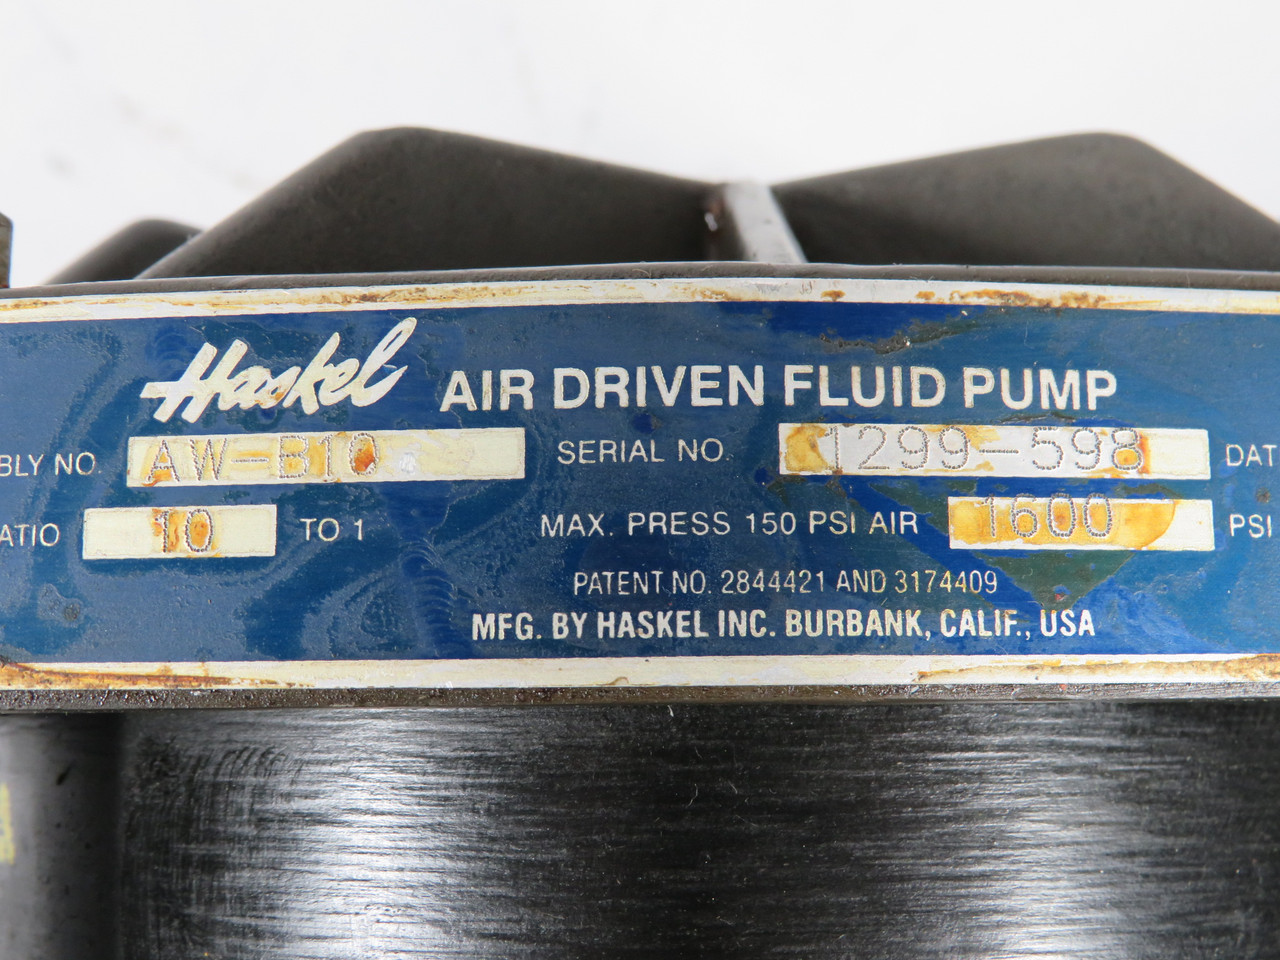 Haskel AIR DRIVEN FLUID PUMP
BLY NO. AW-B10 SERIAL NO. 1299-598 DAT
ATIO 10 TO 1 MAX. PRESS 150 PSI AIR 1600 PSI
PATENT NO. 2844421 AND 3174409
MFG. BY HASKEL INC. BURBANK, CALIF., USA